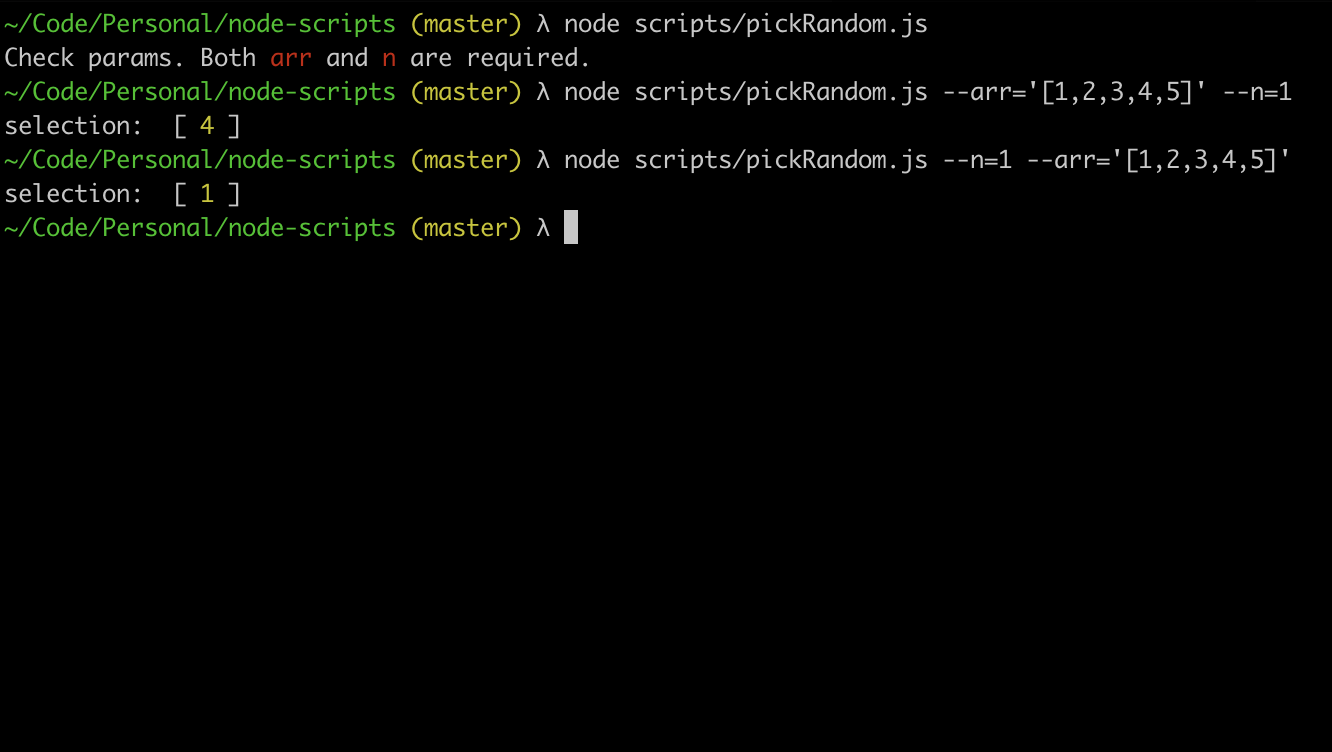 ~/Code/Personal/node-scripts (master) λ node scripts/pickRandom.js
Check params. Both arr and n are required.
~/Code/Personal/node-scripts (master) λ node scripts/pickRandom.js --arr='[1,2,3,4,5]' --n=1
selection:  [ 4 ]
~/Code/Personal/node-scripts (master) λ node scripts/pickRandom.js --n=1 --arr='[1,2,3,4,5]'
selection:  [ 1 ]
~/Code/Personal/node-scripts (master) λ